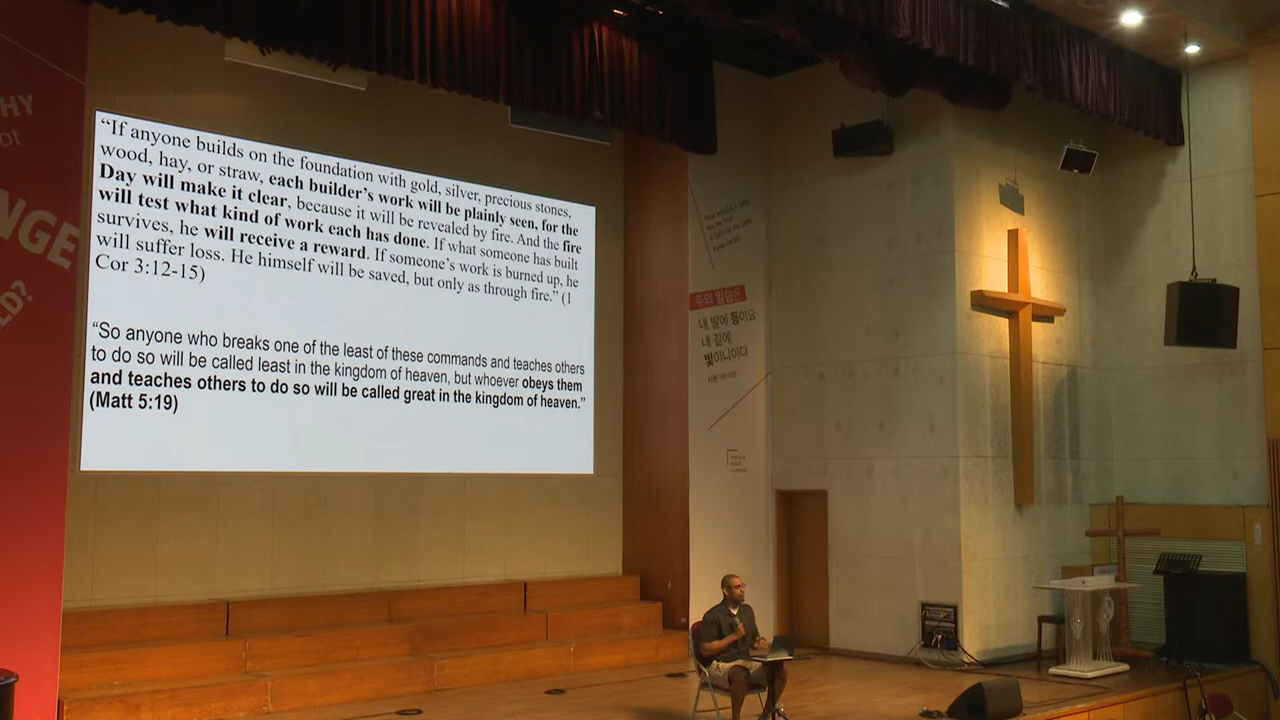 “If anyone builds on the foundation with gold, silver, precious stones,
wood, hay, or straw, each builder’s work will be plainly seen, for the
Day will make it clear, because it will be revealed by fire. And the fire
will test what kind of work each has done. If what someone has built
survives, he will receive a reward. If someone’s work is burned up, he
will suffer loss. He himself will be saved, but only as through fire.” (1
Cor 3:12-15)
“So anyone who breaks one of the least of these commands and teaches others
to do so will be called least in the kingdom of heaven, but whoever obeys them
and teaches others to do so will be called great in the kingdom of heaven.”
(Matt 5:19)
주의 말씀은
내 발에 등이요
내 길에
빛이니이다